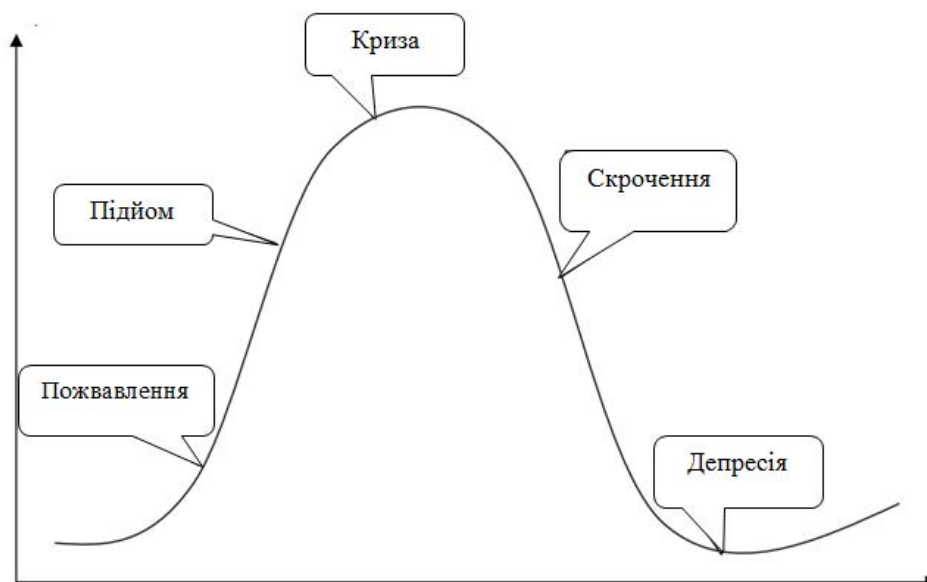 Криза
Скрочення
Підйом
Пожвавлення
Депресія